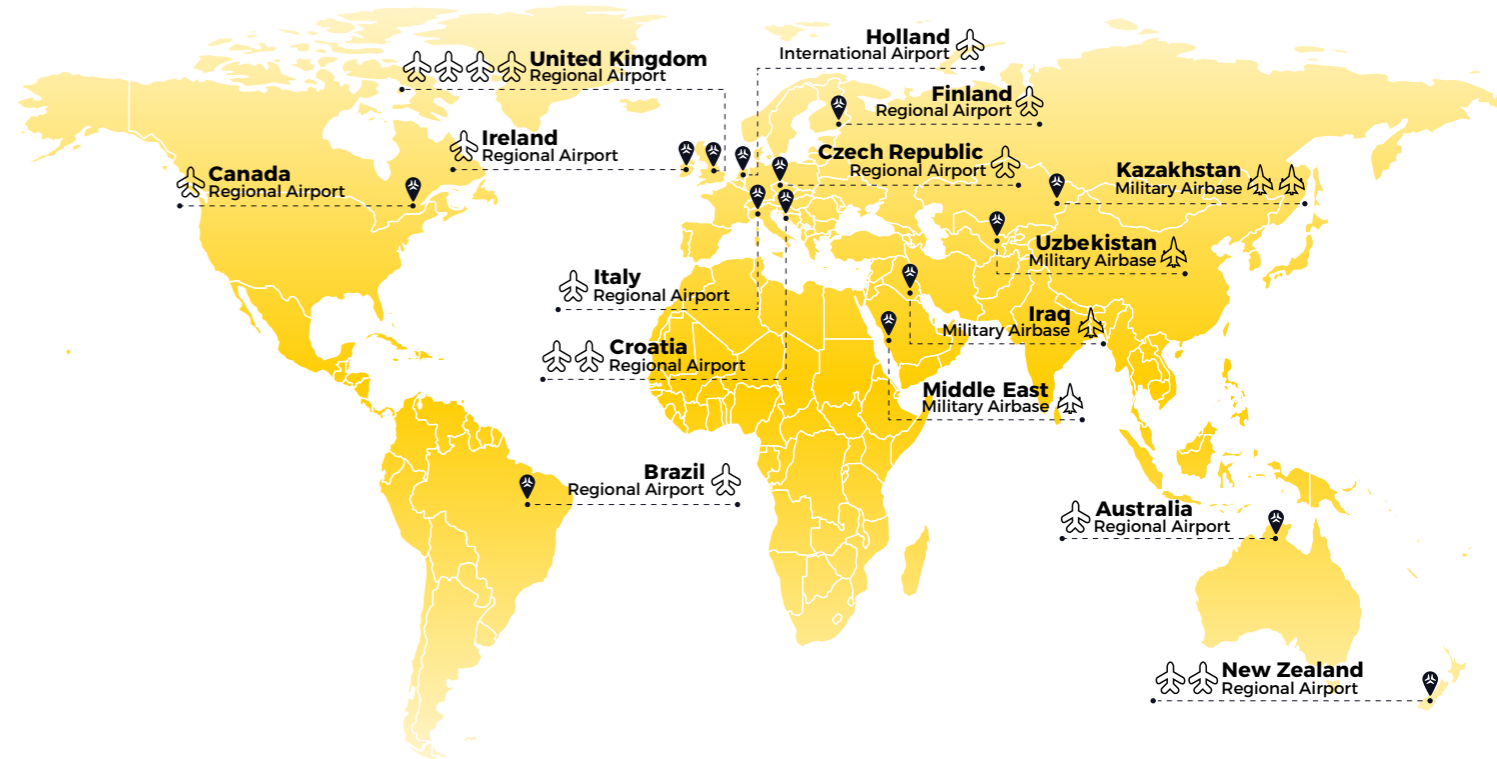 Holland
International Airport
United Kingdom
Regional Airport
Finland
Regional Airport
Ireland
Regional Airport
Czech Republic
Regional Airport
Canada
Regional Airport
Kazakhstan
Military Airbase
Uzbekistan
Military Airbase
Italy
Regional Airport
Iraq
Military Airbase
Croatia
Regional Airport
Middle East
Military Airbase
Brazil
Regional Airport
Australia
Regional Airport
New Zealand
Regional Airport